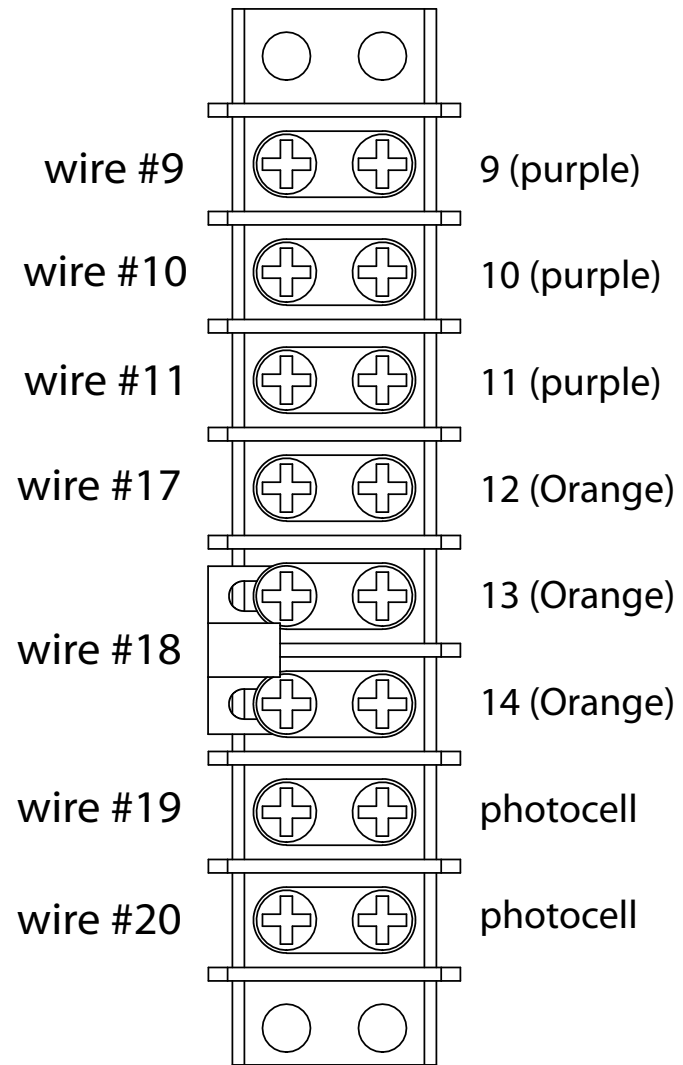 wire #9 9 (purple)
wire #10 10 (purple)
wire #11 11 (purple)
wire #17 12 (Orange)
13 (Orange)
wire #18
14 (Orange)
wire #19 photocell
wire #20 photocell